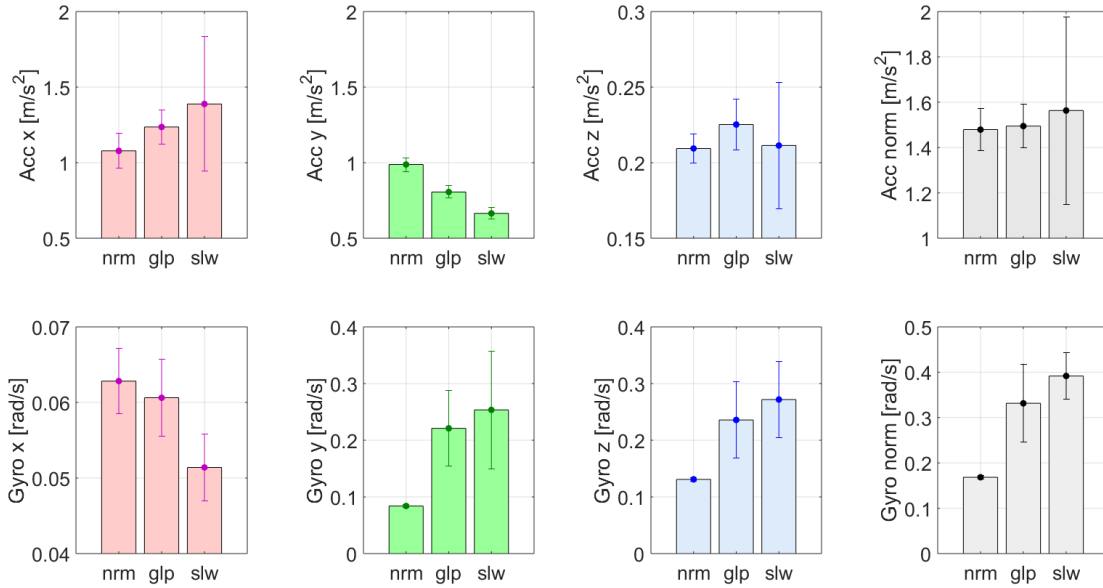 Acc x [m/s²]
2
1.5
1
0.5
nrm glp slw
Acc y [m/s²]
2
1.5
1
0.5
nrm glp slw
Acc z [m/s²]
0.3
0.25
0.2
0.15
nrm glp slw
Acc norm [m/s²]
2
1.8
1.6
1.4
1.2
1
nrm glp slw
Gyro x [rad/s]
0.07
0.06
0.05
0.04
nrm glp slw
Gyro y [rad/s]
0.4
0.3
0.2
0.1
0
nrm glp slw
Gyro z [rad/s]
0.4
0.3
0.2
0.1
0
nrm glp slw
Gyro norm [rad/s]
0.5
0.4
0.3
0.2
0.1
0
nrm glp slw